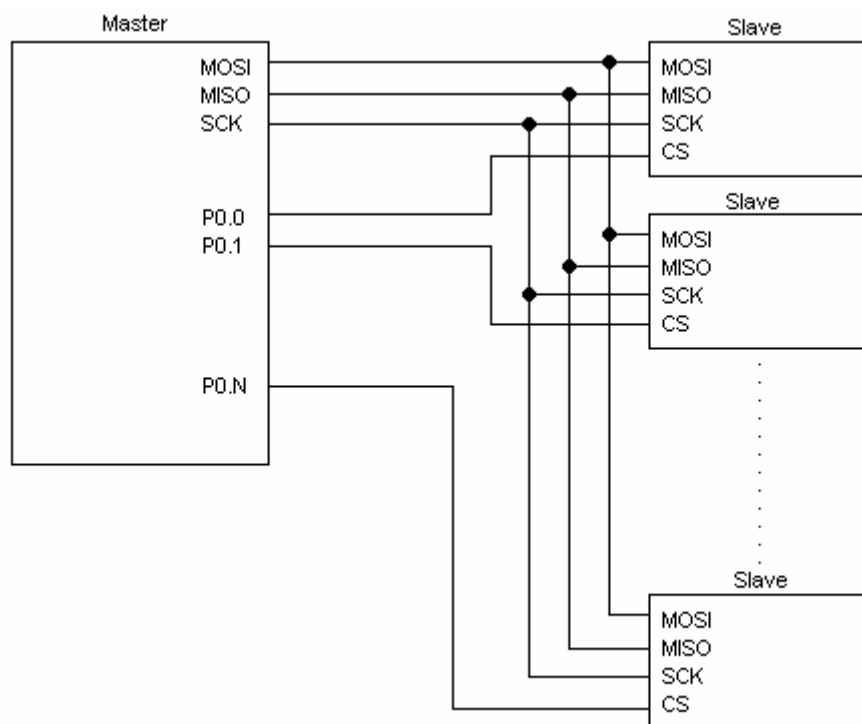 Master
MOSI
MISO
SCK
P0.0
P0.1
P0.N
Slave
MOSI
MISO
SCK
CS
Slave
MOSI
MISO
SCK
CS
Slave
MOSI
MISO
SCK
CS